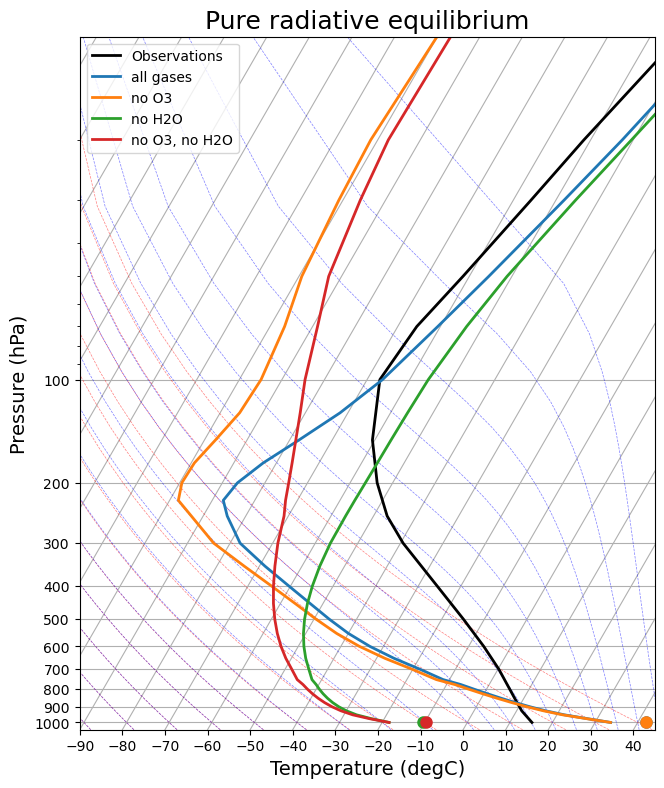 Pure radiative equilibrium
Observations
all gases
no O3
no H2O
no O3, no H2O
Pressure (hPa)
100
200
300
400
500
600
700
800
900
1000
−90 −80 −70 −60 −50 −40 −30 −20 −10 0 10 20 30 40
Temperature (degC)